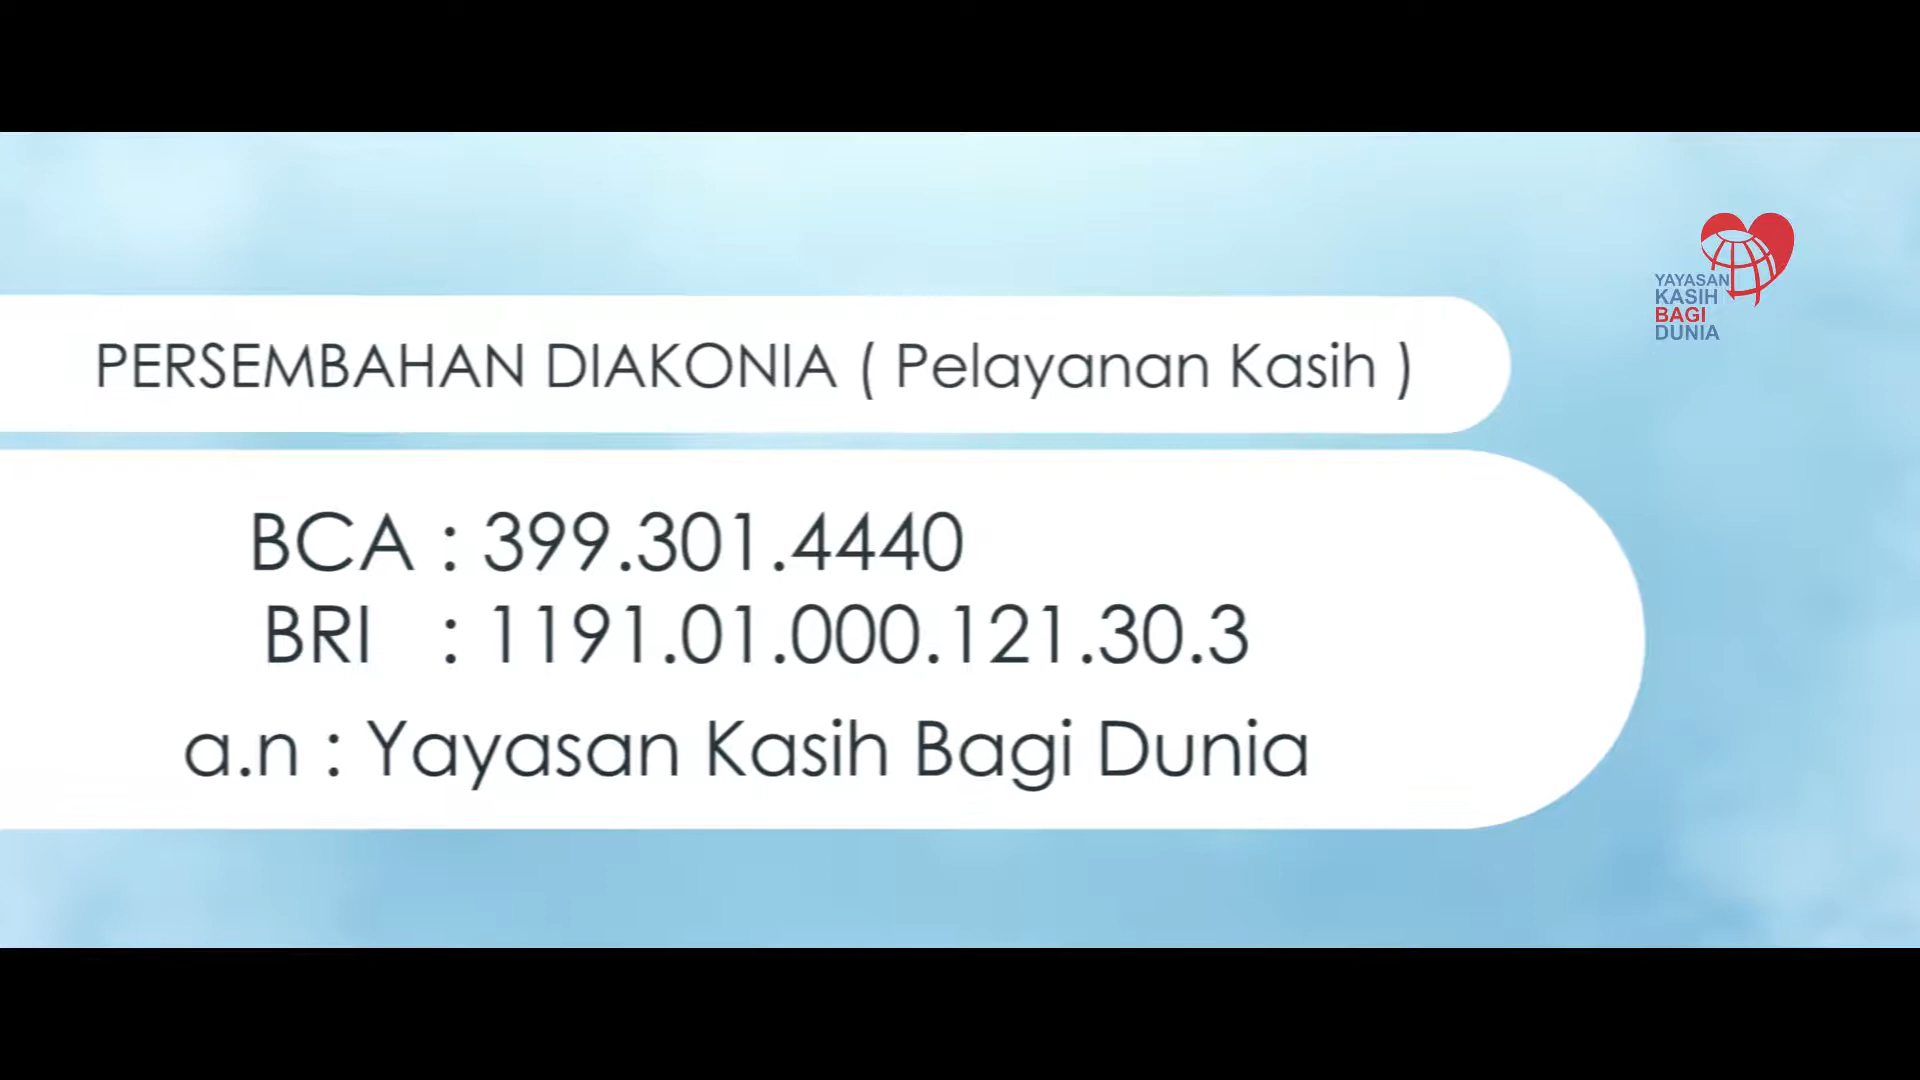 YAYASAN
KASIH
BAGI
DUNIA
PERSEMBAHAN DIAKONIA ( Pelayanan Kasih )
BCA : 399.301.4440
BRI : 1191.01.000.121.30.3
a.n : Yayasan Kasih Bagi Dunia